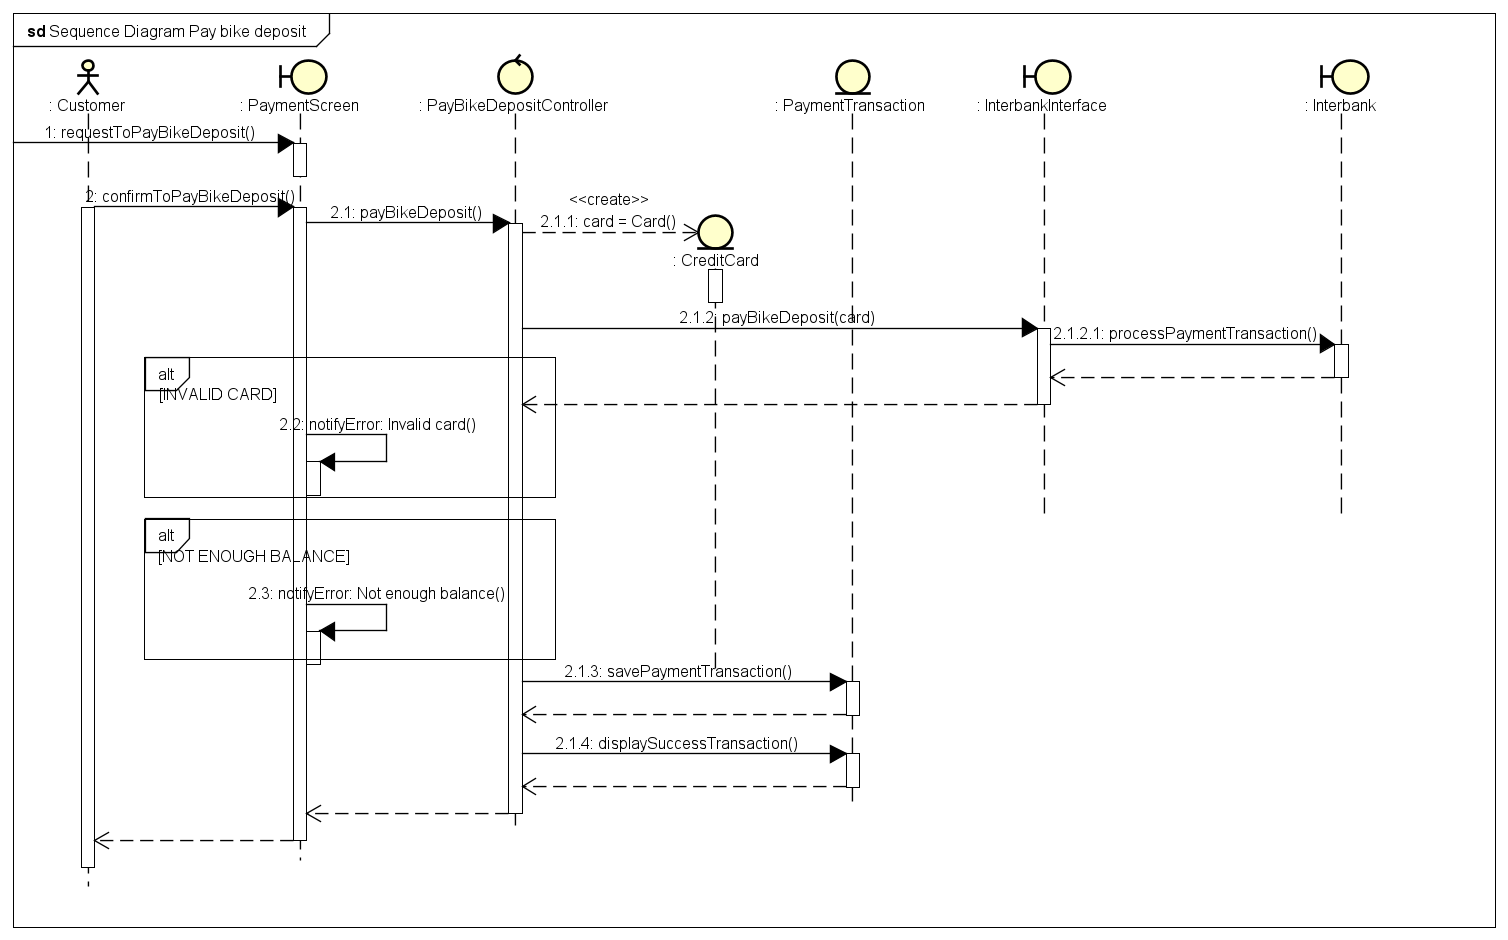 sd Sequence Diagram Pay bike deposit
: Customer
: PaymentScreen
: PayBikeDepositController
: PaymentTransaction
: InterbankInterface
: Interbank
1: requestToPayBikeDeposit()
2: confirmToPayBikeDeposit()
<<create>>
2.1: payBikeDeposit()
2.1.1: card = Card()
: CreditCard
2.1.2: payBikeDeposit(card)
2.1.2.1: processPaymentTransaction()
alt
[INVALID CARD]
2.2: notifyError: Invalid card()
alt
[NOT ENOUGH BALANCE]
2.3: notifyError: Not enough balance()
2.1.3: savePaymentTransaction()
2.1.4: displaySuccessTransaction()